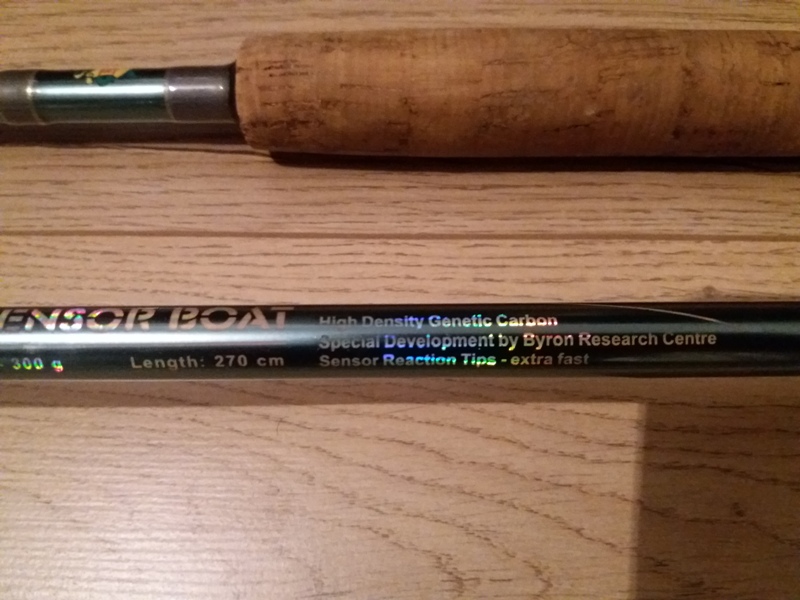 ENSOR BOAT
- 300 g Length: 270 cm
High Density Genetic Carbon
Special Development by Byron Research Centre
Sensor Reaction Tips - extra fast